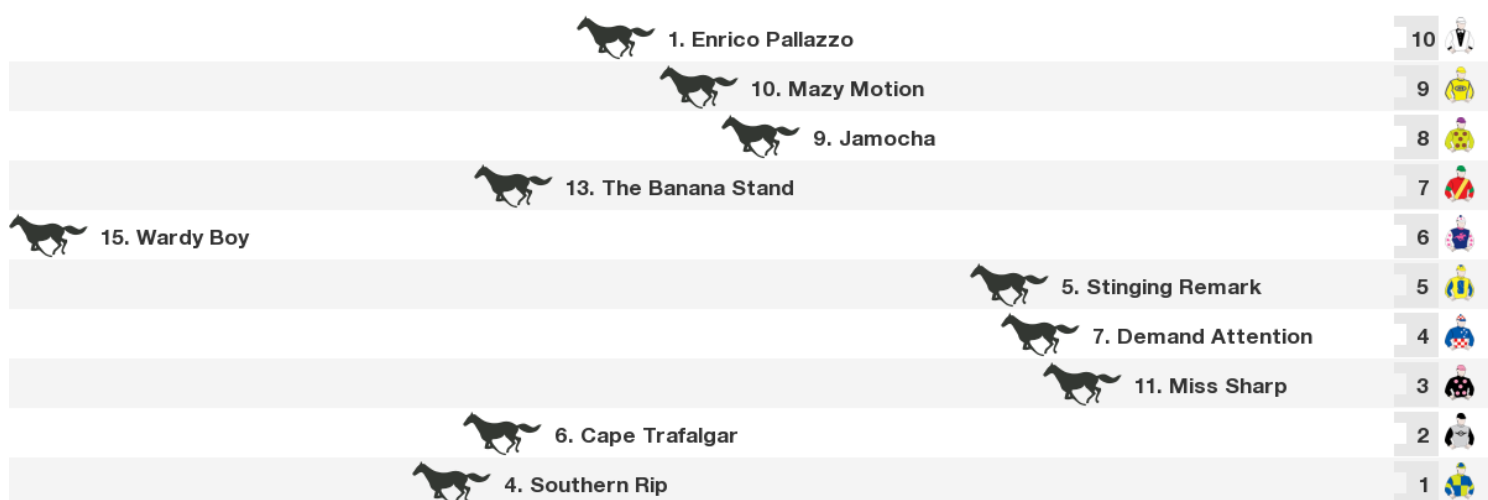 1. Enrico Pallazzo 10
10. Mazy Motion 9
9. Jamocha 8
13. The Banana Stand 7
15. Wardy Boy 6
5. Stinging Remark 5
7. Demand Attention 4
11. Miss Sharp 3
6. Cape Trafalgar 2
4. Southern Rip 1